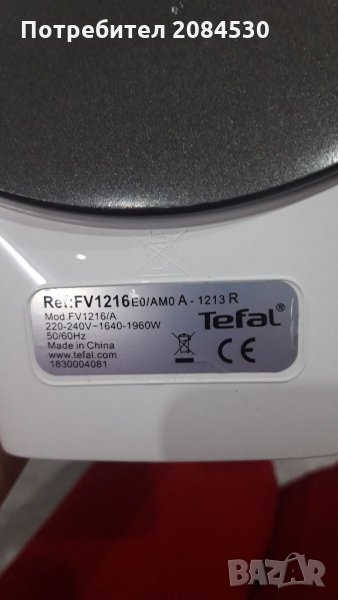 Потребител 2084530
Ref:FV1216E0/AM0 A - 1213 R
Mod.FV1216/A
220-240V~1640-1960W
50/60Hz
Made in China
www.tefal.com
1830004081
Tefal®
CE
BAZAR